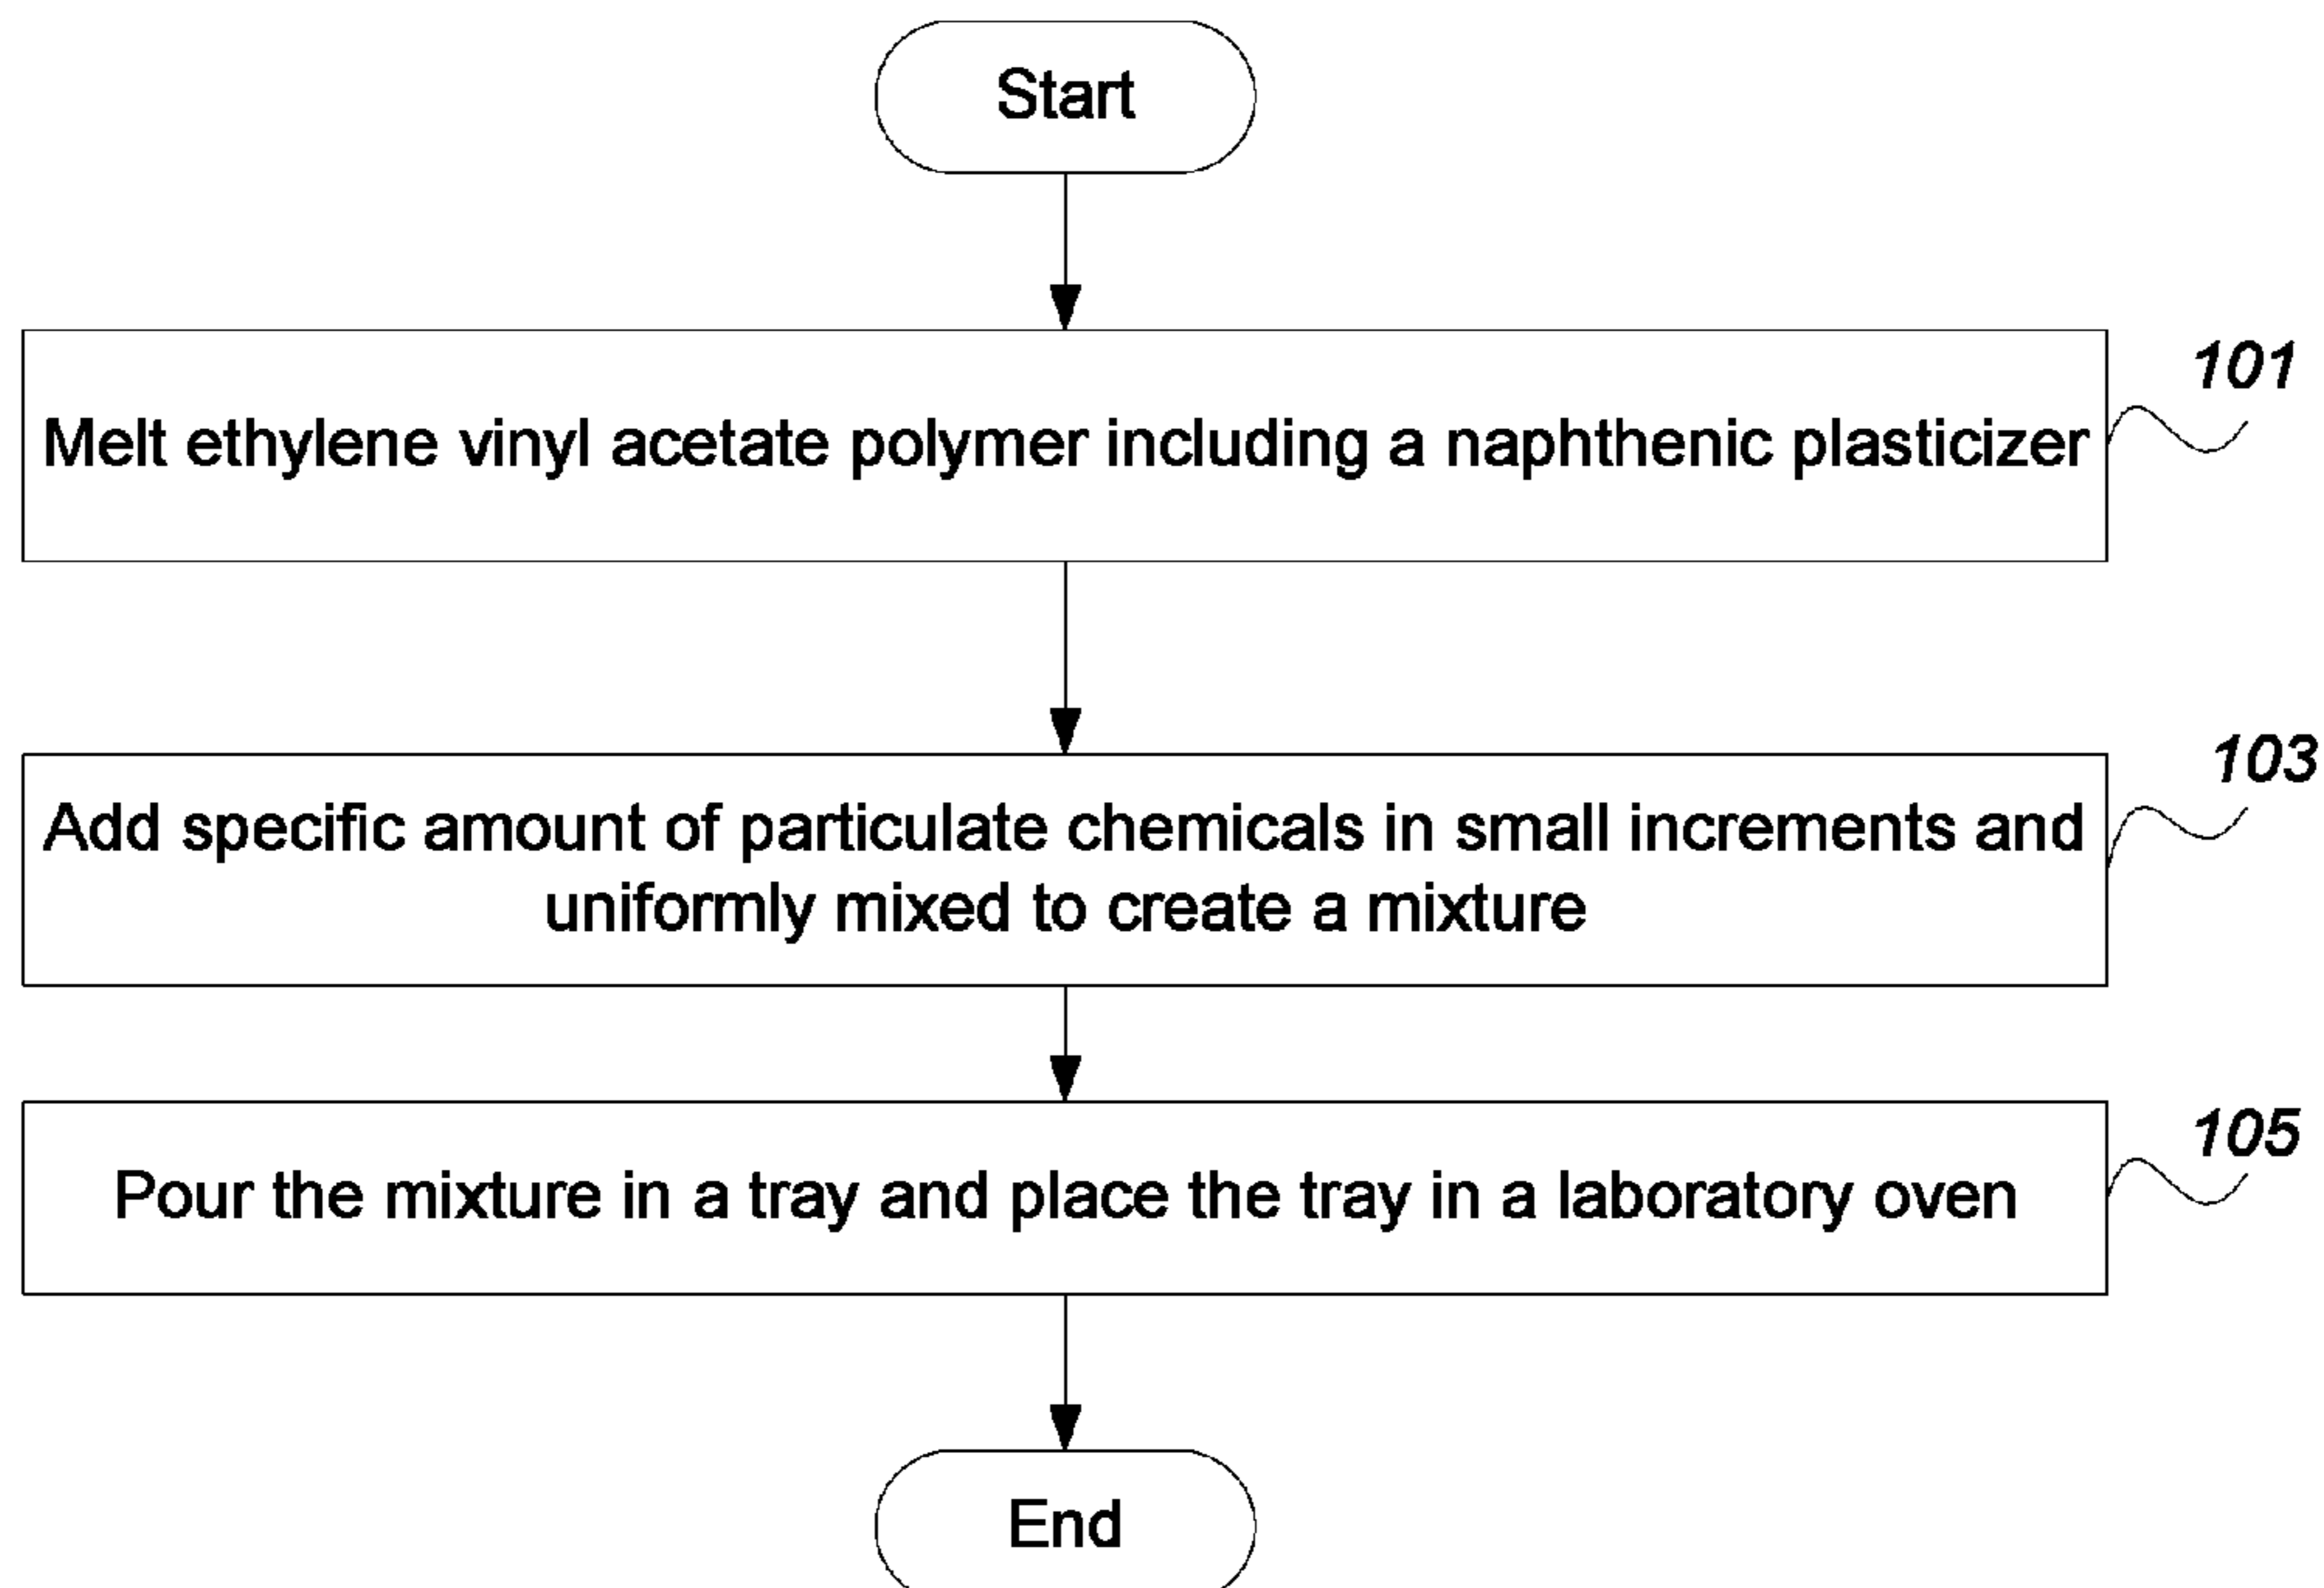 Start
101
Melt ethylene vinyl acetate polymer including a naphthenic plasticizer
103
Add specific amount of particulate chemicals in small increments and
uniformly mixed to create a mixture
105
Pour the mixture in a tray and place the tray in a laboratory oven
End